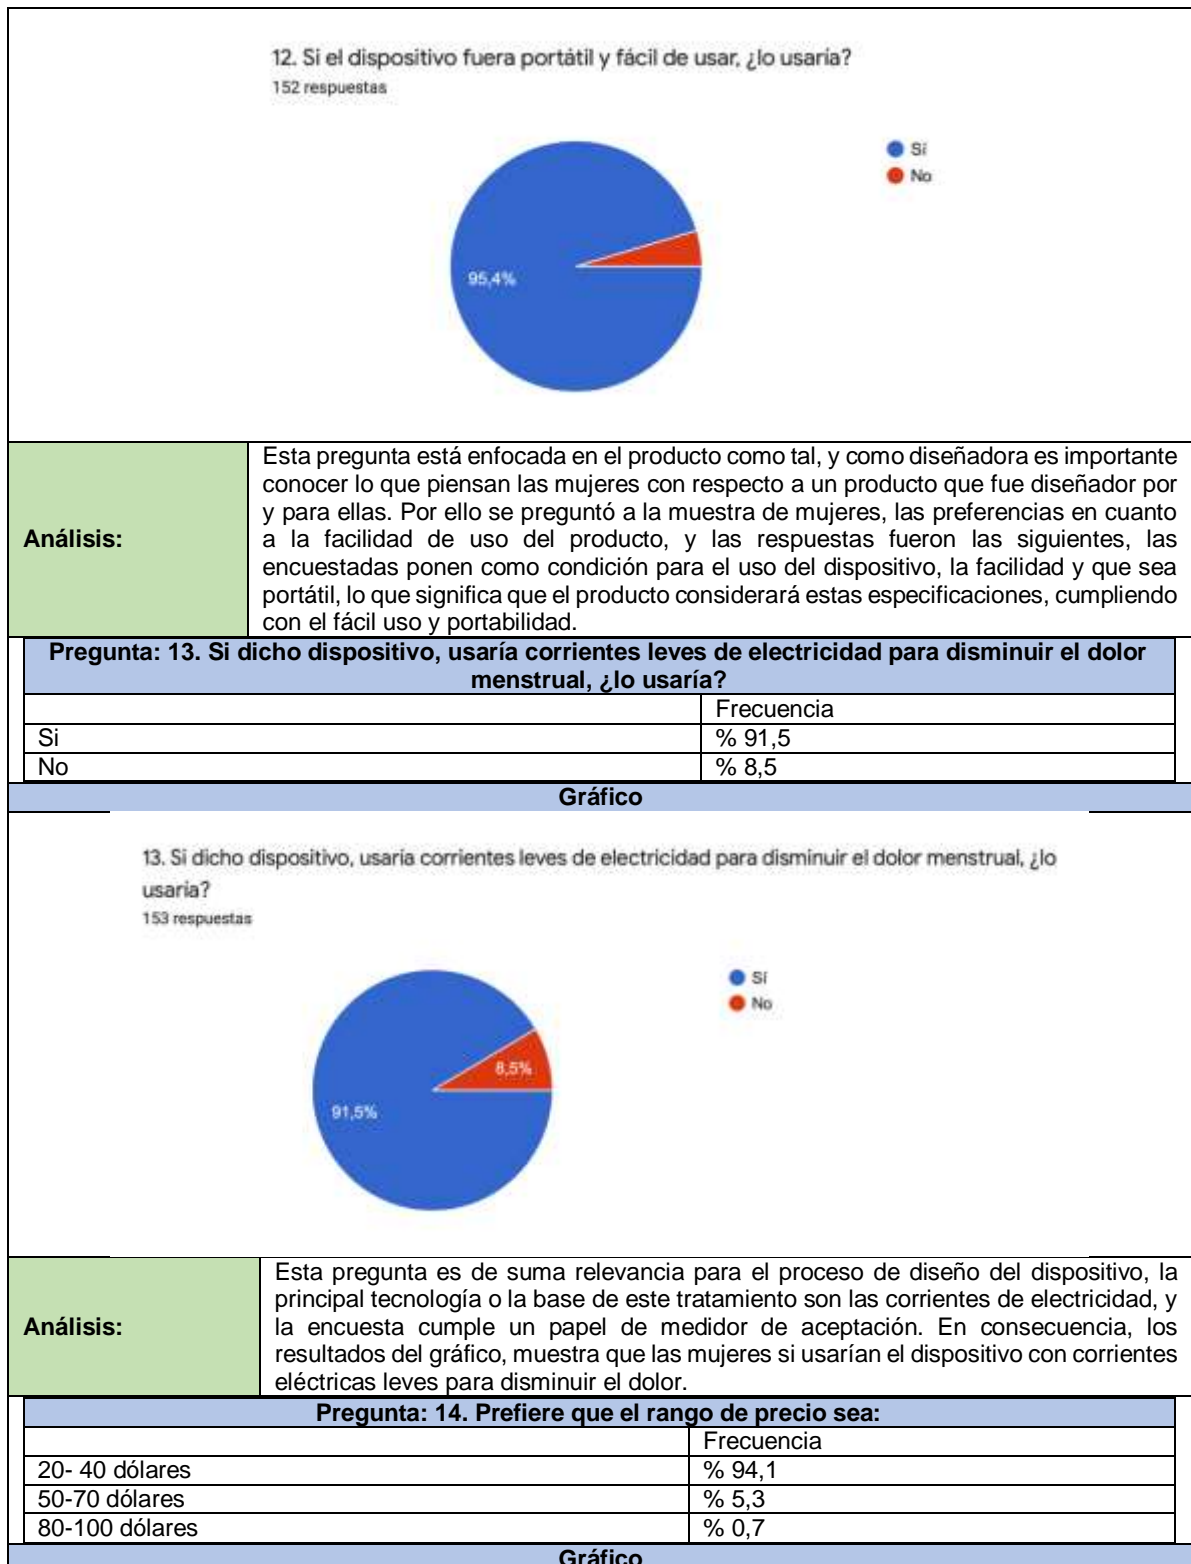 12. Si el dispositivo fuera portátil y fácil de usar, ¿lo usaría?
152 respuestas
Sí
No
95,4%
Análisis:
Esta pregunta está enfocada en el producto como tal, y como diseñadora es importante
conocer lo que piensan las mujeres con respecto a un producto que fue diseñador por
y para ellas. Por ello se preguntó a la muestra de mujeres, las preferencias en cuanto
a la facilidad de uso del producto, y las respuestas fueron las siguientes, las
encuestadas ponen como condición para el uso del dispositivo, la facilidad y que sea
portátil, lo que significa que el producto considerará estas especificaciones, cumpliendo
con el fácil uso y portabilidad.
Pregunta: 13. Si dicho dispositivo, usaría corrientes leves de electricidad para disminuir el dolor
menstrual, ¿lo usaría?
Frecuencia
Si % 91,5
No % 8,5
Gráfico
13. Si dicho dispositivo, usaría corrientes leves de electricidad para disminuir el dolor menstrual, ¿lo
usaría?
153 respuestas
Sí
No
8,5%
91,5%
Análisis:
Esta pregunta es de suma relevancia para el proceso de diseño del dispositivo, la
principal tecnología o la base de este tratamiento son las corrientes de electricidad, y
la encuesta cumple un papel de medidor de aceptación. En consecuencia, los
resultados del gráfico, muestra que las mujeres si usarían el dispositivo con corrientes
eléctricas leves para disminuir el dolor.
Pregunta: 14. Prefiere que el rango de precio sea:
Frecuencia
20- 40 dólares % 94,1
50-70 dólares % 5,3
80-100 dólares % 0,7
Gráfico